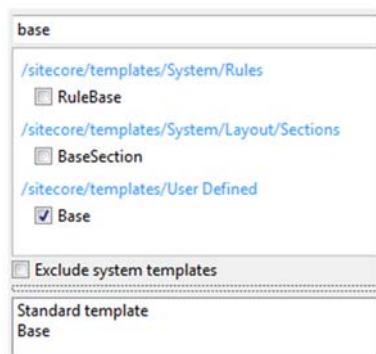 base
/sitecore/templates/System/Rules
RuleBase
/sitecore/templates/System/Layout/Sections
BaseSection
/sitecore/templates/User Defined
Base
Exclude system templates
Standard template
Base